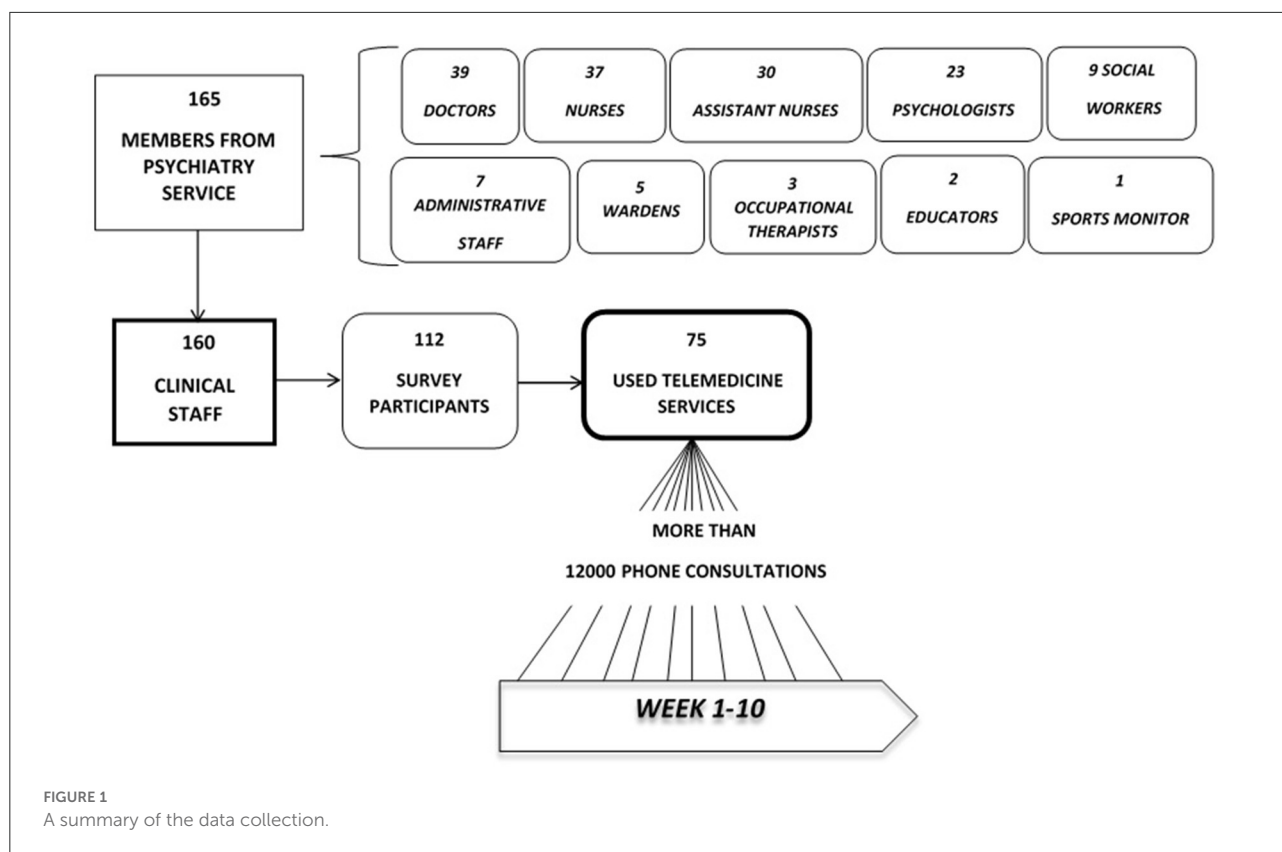 165
MEMBERS FROM
PSYCHIATRY
SERVICE
39
DOCTORS
37
NURSES
30
ASSISTANT NURSES
23
PSYCHOLOGISTS
9 SOCIAL
WORKERS
7
ADMINISTRATIVE
STAFF
5
WARDENS
3
OCCUPATIONAL
THERAPISTS
2
EDUCATORS
1
SPORTS MONITOR
160
CLINICAL
STAFF
112
SURVEY
PARTICIPANTS
75
USED TELEMEDICINE
SERVICES
MORE THAN
12000 PHONE CONSULTATIONS
WEEK 1-10
FIGURE 1
A summary of the data collection.